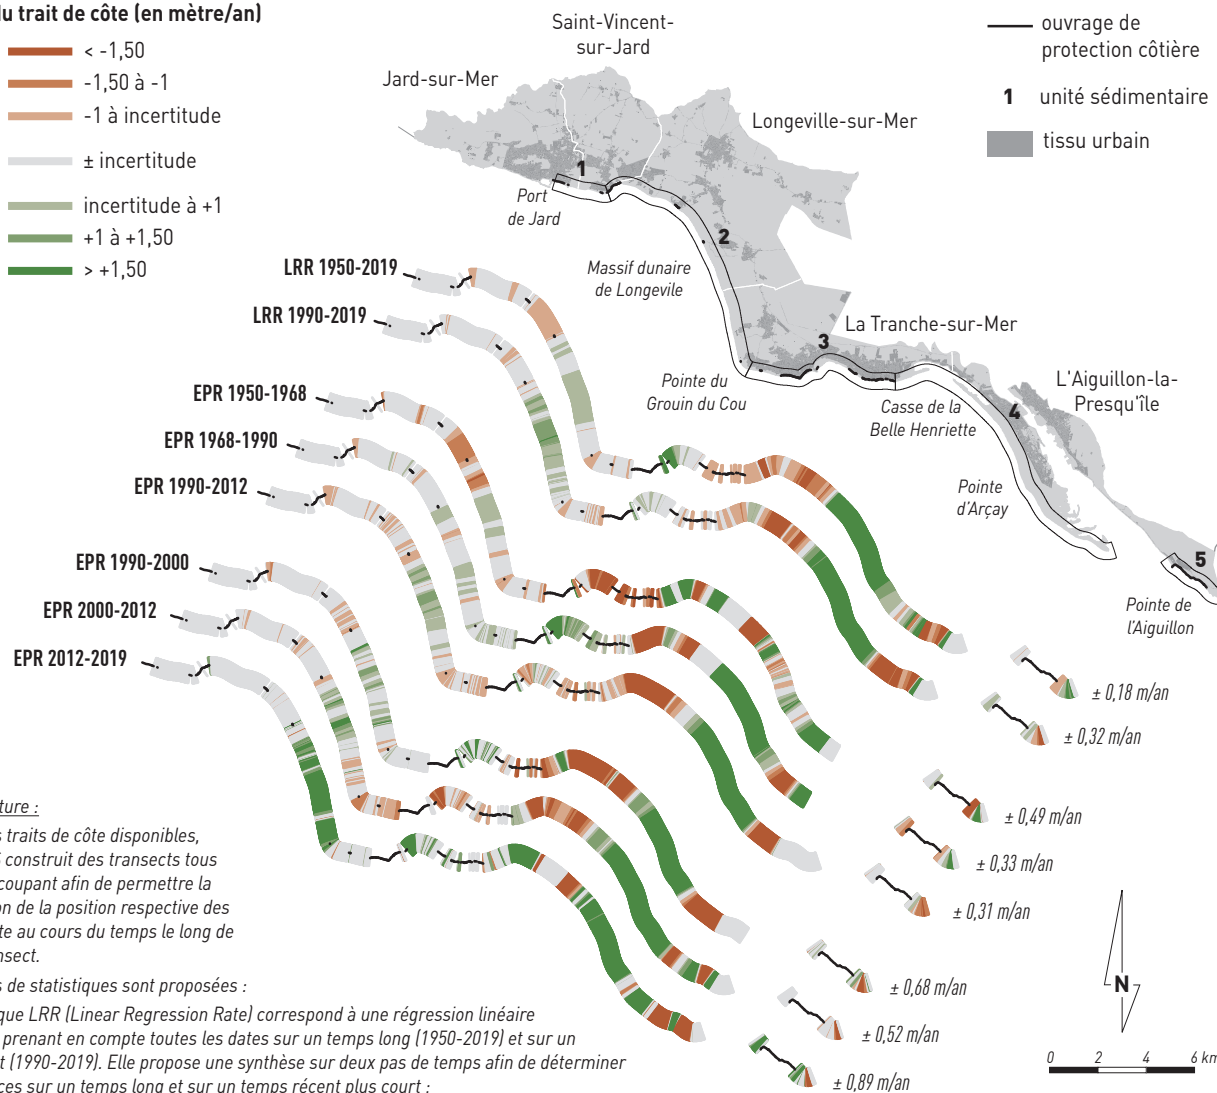 du trait de côte (en mètre/an)
< -1,50
-1,50 à -1
-1 à incertitude
± incertitude
incertitude à +1
+1 à +1,50
> +1,50
ouvrage de
protection côtière
1 unité sédimentaire
tissu urbain
Saint-Vincent-
sur-Jard
Jard-sur-Mer
Longeville-sur-Mer
1
Port
de Jard
2
Massif dunaire
de Longevile
La Tranche-sur-Mer
3
Pointe du
Grouin du Cou
L'Aiguillon-la-
Presqu'île
4
Casse de la
Belle Henriette
Pointe
d'Arçay
5
Pointe de
l'Aiguillon
LRR 1950-2019
LRR 1990-2019
EPR 1950-1968
EPR 1968-1990
EPR 1990-2012
EPR 1990-2000
EPR 2000-2012
EPR 2012-2019
± 0,18 m/an
± 0,32 m/an
± 0,49 m/an
± 0,33 m/an
± 0,31 m/an
± 0,68 m/an
± 0,52 m/an
± 0,89 m/an
ture :
s traits de côte disponibles,
construit des transects tous
coupant afin de permettre la
on de la position respective des
te au cours du temps le long de
nsect.
s de statistiques sont proposées :
que LRR (Linear Regression Rate) correspond à une régression linéaire
prenant en compte toutes les dates sur un temps long (1950-2019) et sur un
t (1990-2019). Elle propose une synthèse sur deux pas de temps afin de déterminer
ces sur un temps long et sur un temps récent plus court :
N
0 2 4 6 km